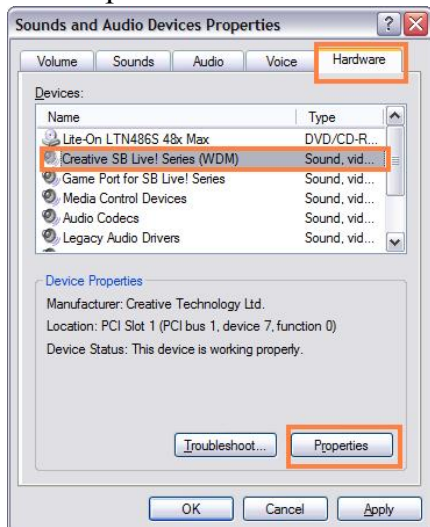 Sounds and Audio Devices Properties
Volume Sounds Audio Voice Hardware
Devices:
Name Type
Lite-On LTN486S 48x Max DVD/CD-R...
Creative SB Live! Series (WDM) Sound, vid...
Game Port for SB Live! Series Sound, vid...
Media Control Devices Sound, vid...
Audio Codecs Sound, vid...
Legacy Audio Drivers Sound, vid...
Device Properties
Manufacturer: Creative Technology Ltd.
Location: PCI Slot 1 (PCI bus 1, device 7, function 0)
Device Status: This device is working properly.
Troubleshoot... Properties
OK Cancel Apply